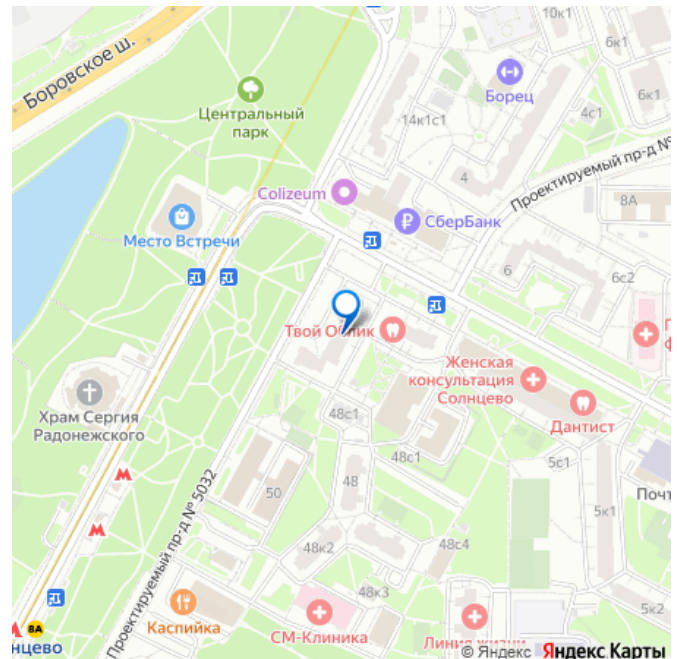 10к1
6к1
Боровское ш.
Борец
6к1
Центральный
парк
14к1с1
4с1
4
Проектируемый пр-д №
Colizeum
8А
СберБанк
Место Встречи
6
6с2
Твой Облик
Женская
консультация
Солнцево
Храм Сергия
Радонежского
48с1
Дантист
48с1
5с1
50
48
Почт
5к1
Проектируемый пр-д № 5032
48к2
48с4
48к3
5к2
Каспийка
СМ-Клиника
8А
нцево
Линия жизни
© Яндекс Яндекс Карты